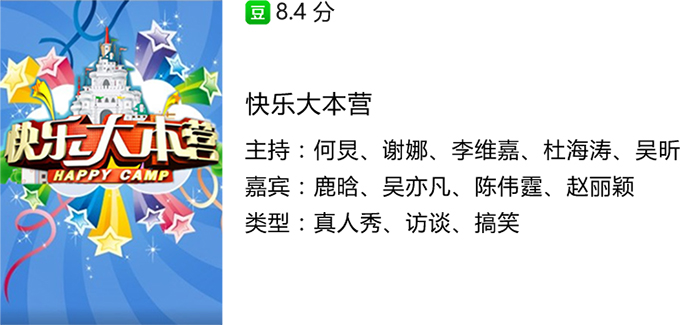 快乐大本营
HAPPY CAMP
豆 8.4 分
快乐大本营
主持：何炅、谢娜、李维嘉、杜海涛、吴昕
嘉宾：鹿晗、吴亦凡、陈伟霆、赵丽颖
类型：真人秀、访谈、搞笑